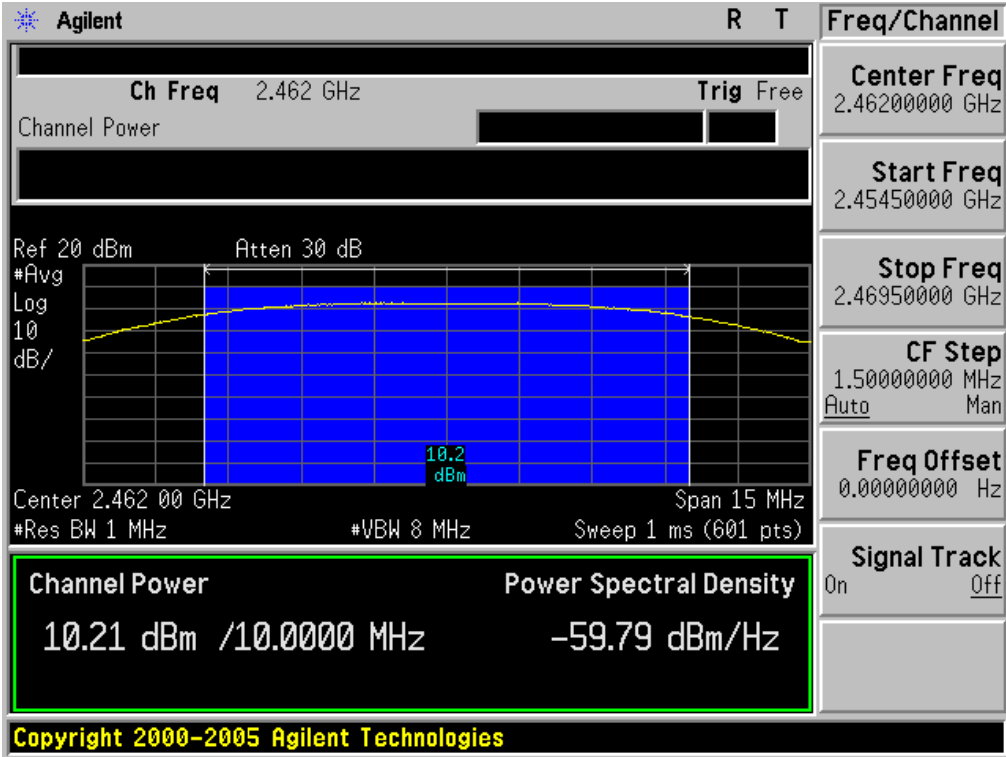 Agilent R T Freq/Channel
Ch Freq 2.462 GHz Trig Free
Channel Power
Center Freq
2.46200000 GHz
Start Freq
2.45450000 GHz
Stop Freq
2.46950000 GHz
CF Step
1.50000000 MHz
Auto Man
Freq Offset
0.00000000 Hz
Signal Track
On Off
Ref 20 dBm Atten 30 dB
#Avg
Log
10
dB/
10.2
dBm
Center 2.462 00 GHz Span 15 MHz
#Res BW 1 MHz #VBW 8 MHz Sweep 1 ms (601 pts)
Channel Power Power Spectral Density
10.21 dBm /10.0000 MHz -59.79 dBm/Hz
Copyright 2000-2005 Agilent Technologies